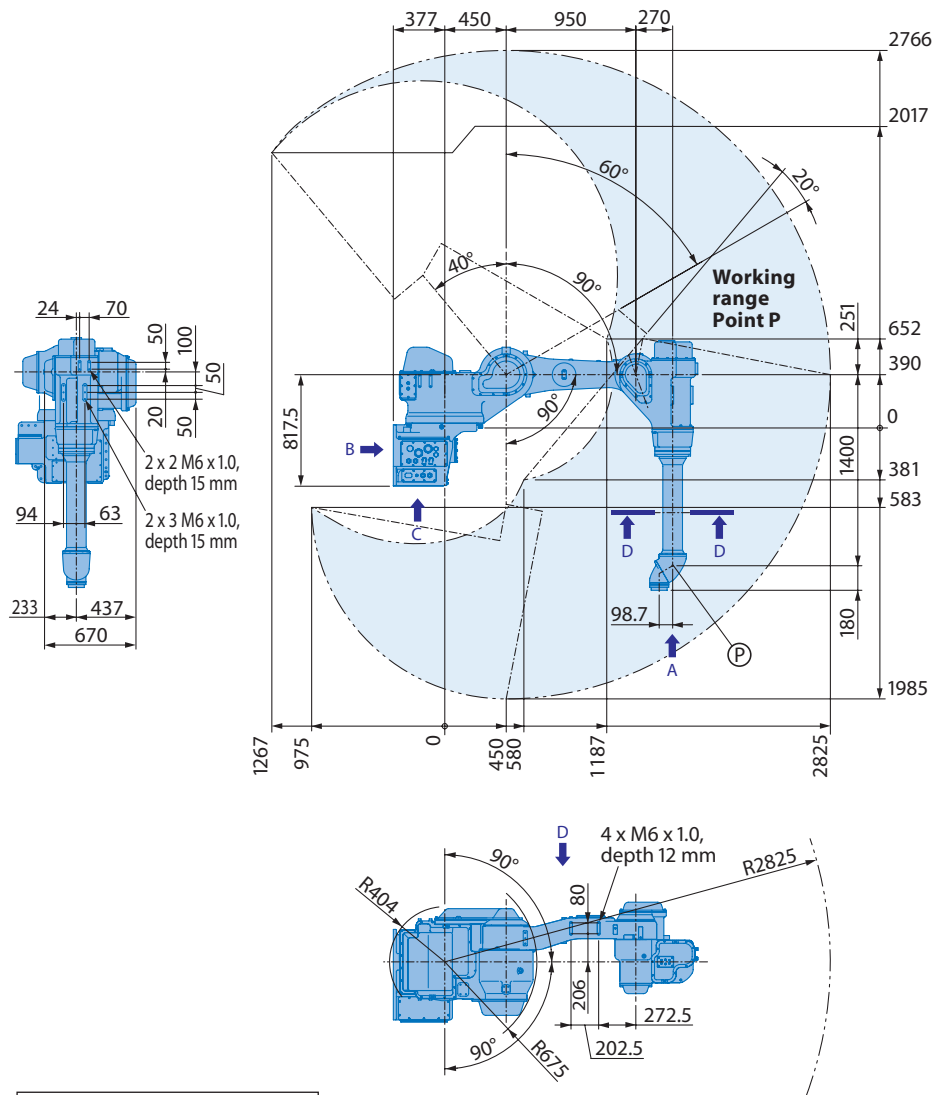 377 450 950 270
2766
2017
60°
20°
40°
90°
Working
range
Point P
24 70
50
100
251
652
390
50
20
50
817.5
90°
0
B
1400
2 x 2 M6 x 1.0,
depth 15 mm
381
583
94 63
2 x 3 M6 x 1.0,
depth 15 mm
C
D D
233 437
670
98.7
180
P
A
1985
1267
975
0
450
580
1187
2825
D
4 x M6 x 1.0,
depth 12 mm
90°
R2825
R404
80
206
272.5
202.5
90°
R675